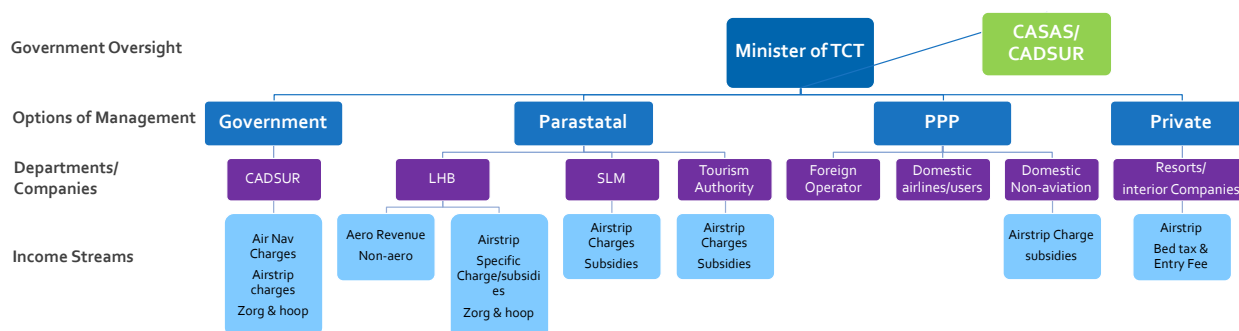 Government Oversight
Minister of TCT
CASAS/
CADSUR
Options of Management
Government
Parastatal
PPP
Private
Departments/
Companies
CADSUR
LHB
SLM
Tourism
Authority
Foreign
Operator
Domestic
airlines/users
Domestic
Non-aviation
Resorts/
interior Companies
Income Streams
Air Nav
Charges
Airstrip
charges
Zorg & hoop
Aero Revenue
Non-aero
Airstrip
Specific
Charge/subsidi
es
Zorg & hoop
Airstrip
Charges
Subsidies
Airstrip
Charges
Subsidies
Airstrip Charge
subsidies
Airstrip
Bed tax &
Entry Fee